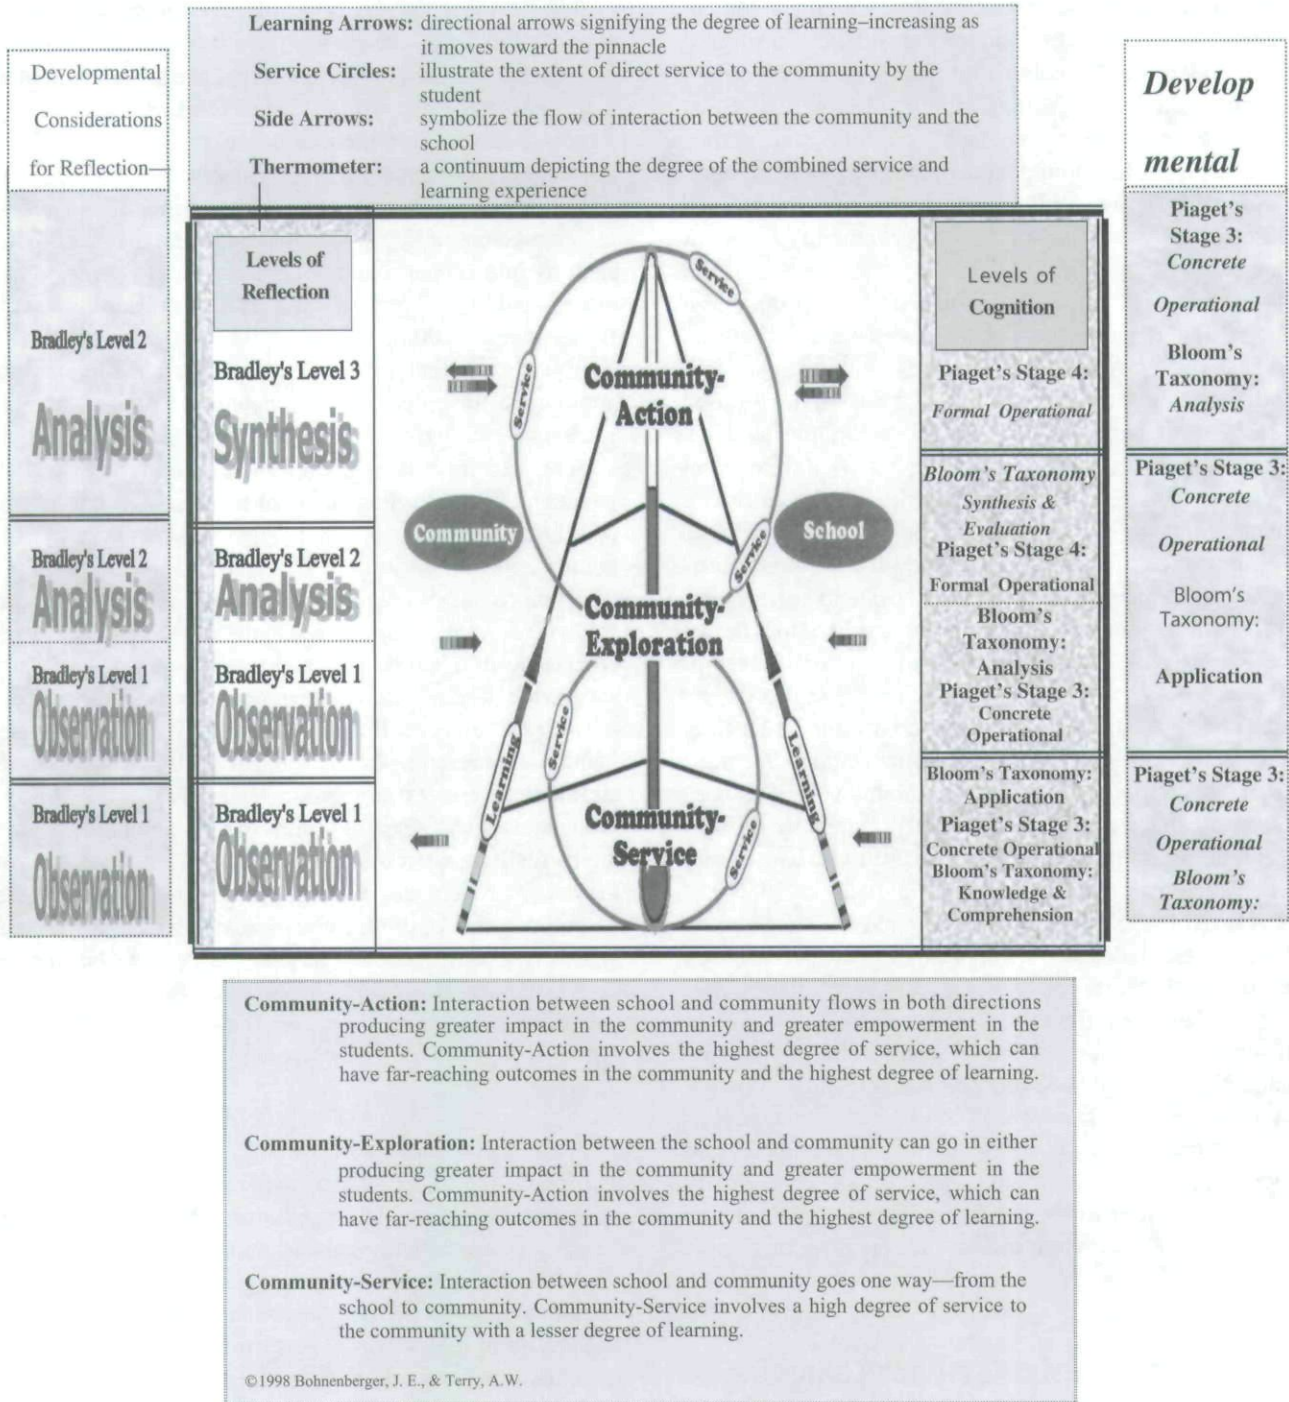 Learning Arrows: directional arrows signifying the degree of learning–increasing as
it moves toward the pinnacle
Service Circles: illustrate the extent of direct service to the community by the
student
Side Arrows: symbolize the flow of interaction between the community and the
school
Thermometer: a continuum depicting the degree of the combined service and
learning experience
Developmental
Considerations
for Reflection—
Bradley's Level 2
Analysis
Bradley's Level 2
Analysis
Bradley's Level 1
Observation
Bradley's Level 1
Observation
Levels of
Reflection
Bradley's Level 3
Synthesis
Bradley's Level 2
Analysis
Bradley's Level 1
Observation
Bradley's Level 1
Observation
Service
Service
Community-
Action
Community
School
Service
Community-
Exploration
Service
Learning
Learning
Community-
Service
Service
Levels of
Cognition
Piaget's Stage 4:
Formal Operational
Bloom's Taxonomy
Synthesis &
Evaluation
Piaget's Stage 4:
Formal Operational
Bloom's
Taxonomy:
Analysis
Piaget's Stage 3:
Concrete
Operational
Bloom's Taxonomy:
Application
Piaget's Stage 3:
Concrete Operational
Bloom's Taxonomy:
Knowledge &
Comprehension
Develop
mental
Piaget's
Stage 3:
Concrete
Operational
Bloom's
Taxonomy:
Analysis
Piaget's Stage 3:
Concrete
Operational
Bloom's
Taxonomy:
Application
Piaget's Stage 3:
Concrete
Operational
Bloom's
Taxonomy:
Community-Action: Interaction between school and community flows in both directions
producing greater impact in the community and greater empowerment in the
students. Community-Action involves the highest degree of service, which can
have far-reaching outcomes in the community and the highest degree of learning.
Community-Exploration: Interaction between the school and community can go in either
producing greater impact in the community and greater empowerment in the
students. Community-Action involves the highest degree of service, which can
have far-reaching outcomes in the community and the highest degree of learning.
Community-Service: Interaction between school and community goes one way—from the
school to community. Community-Service involves a high degree of service to
the community with a lesser degree of learning.
©1998 Bohnenberger, J. E., & Terry, A.W.